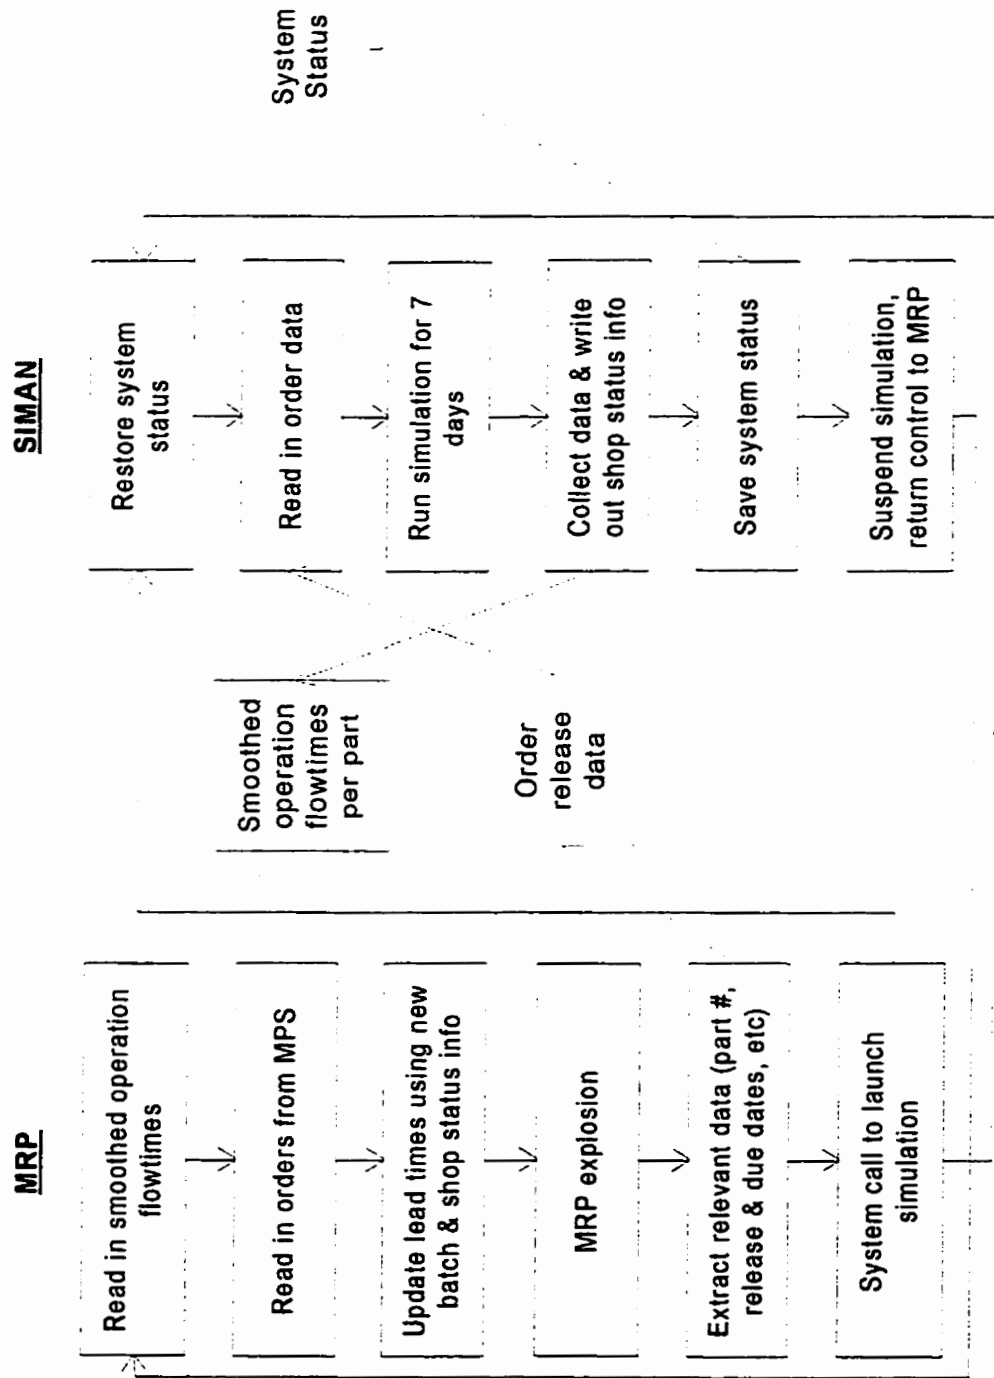 MRP
Read in smoothed operation
flowtimes
Read in orders from MPS
Update lead times using new
batch & shop status info
MRP explosion
Extract relevant data (part #,
release & due dates, etc)
System call to launch
simulation
Smoothed
operation
flowtimes
per part
Order
release
data
SIMAN
Restore system
status
Read in order data
Run simulation for 7
days
Collect data & write
out shop status info
Save system status
Suspend simulation,
return control to MRP
System
Status